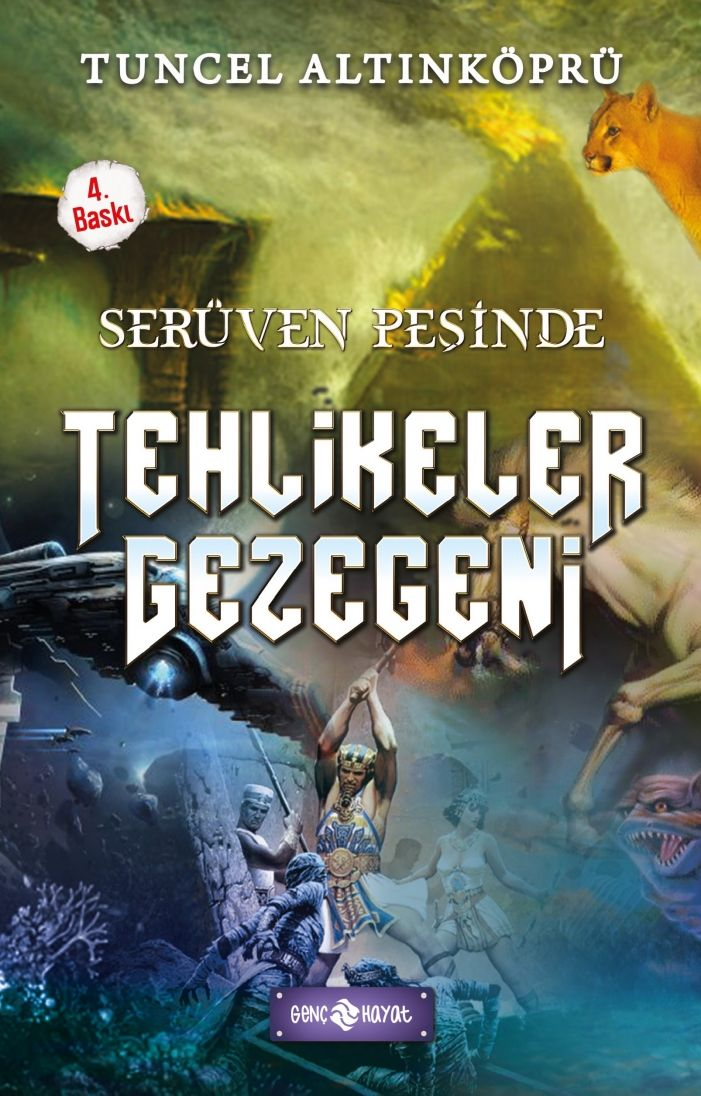 TUNCEL ALTINKÖPRÜ
4.
Baskı
SERÜVEN PEŞİNDE
TEHLİKELER
GEZEGENİ
GENÇ HAYAT